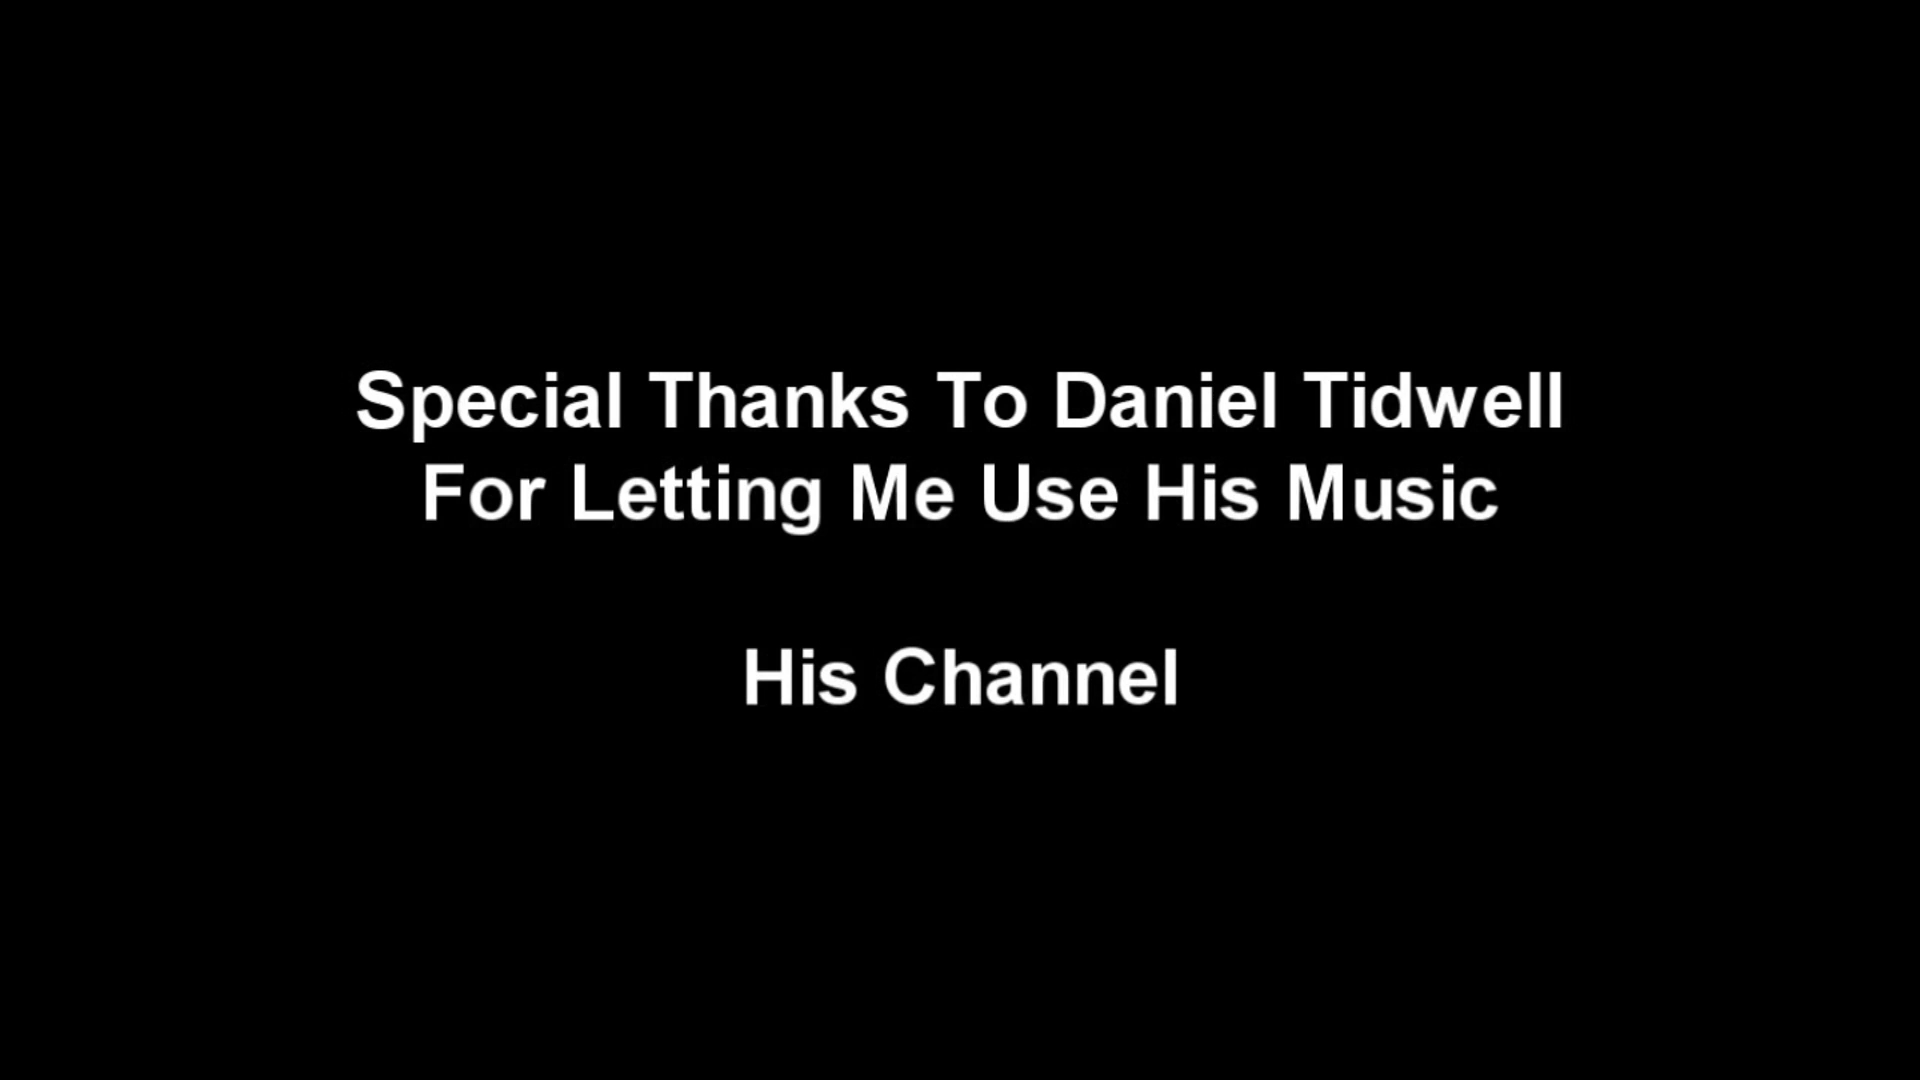 Special Thanks To Daniel Tidwell
For Letting Me Use His Music
His Channel